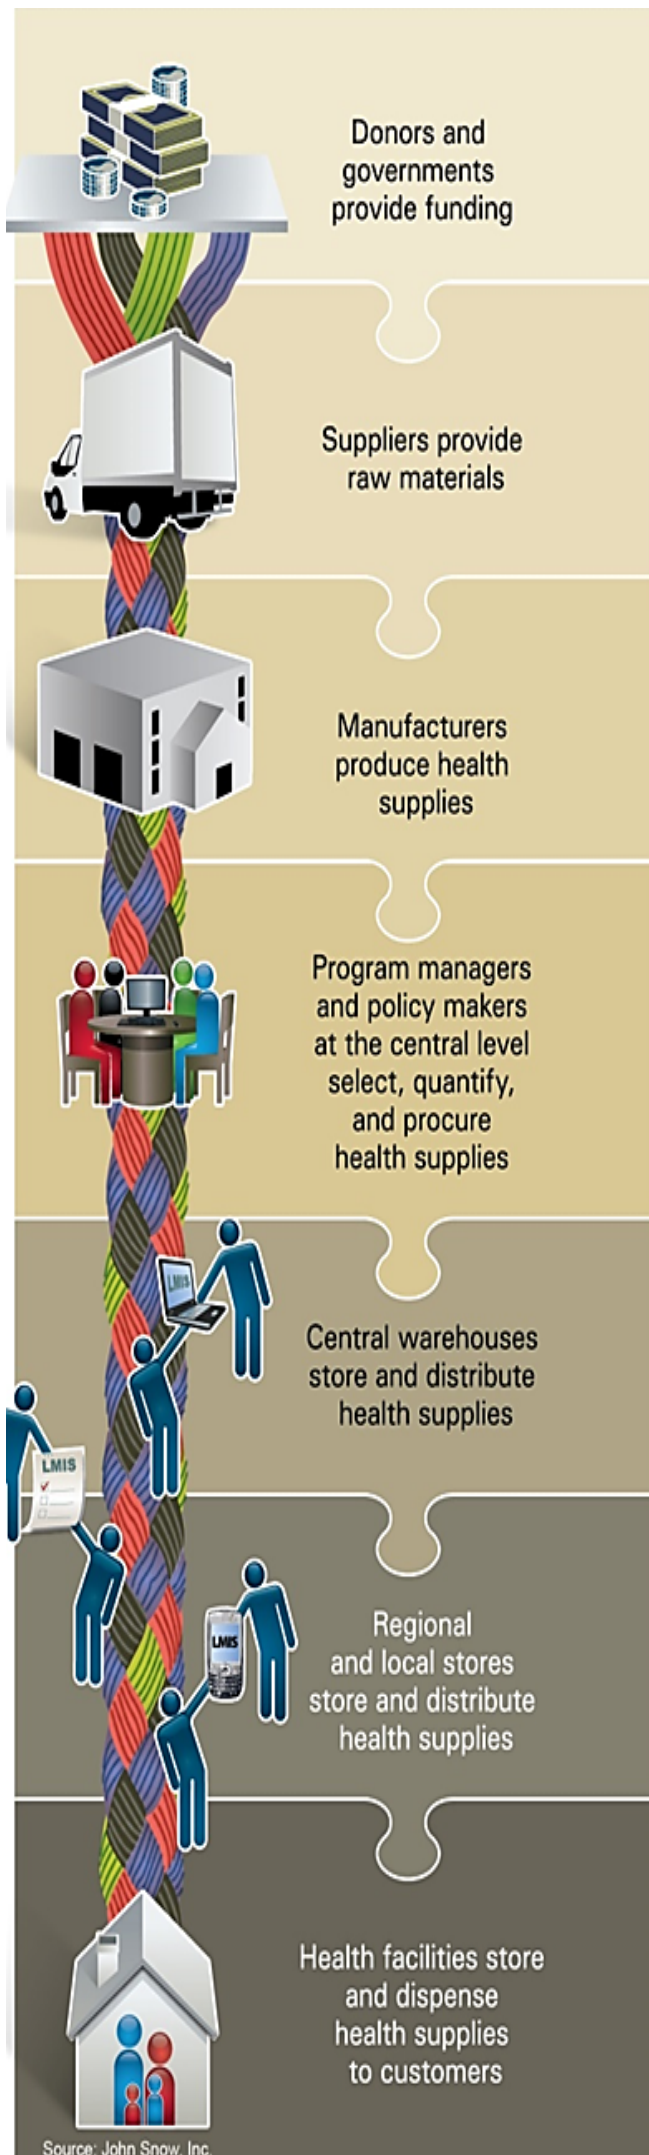 Donors and
governments
provide funding
Suppliers provide
raw materials
Manufacturers
produce health
supplies
Program managers
and policy makers
at the central level
select, quantify,
and procure
health supplies
LMIS
Central warehouses
store and distribute
health supplies
LMIS
Regional
and local stores
store and distribute
health supplies
LMIS
Health facilities store
and dispense
health supplies
to customers
Source: John Snow, Inc.